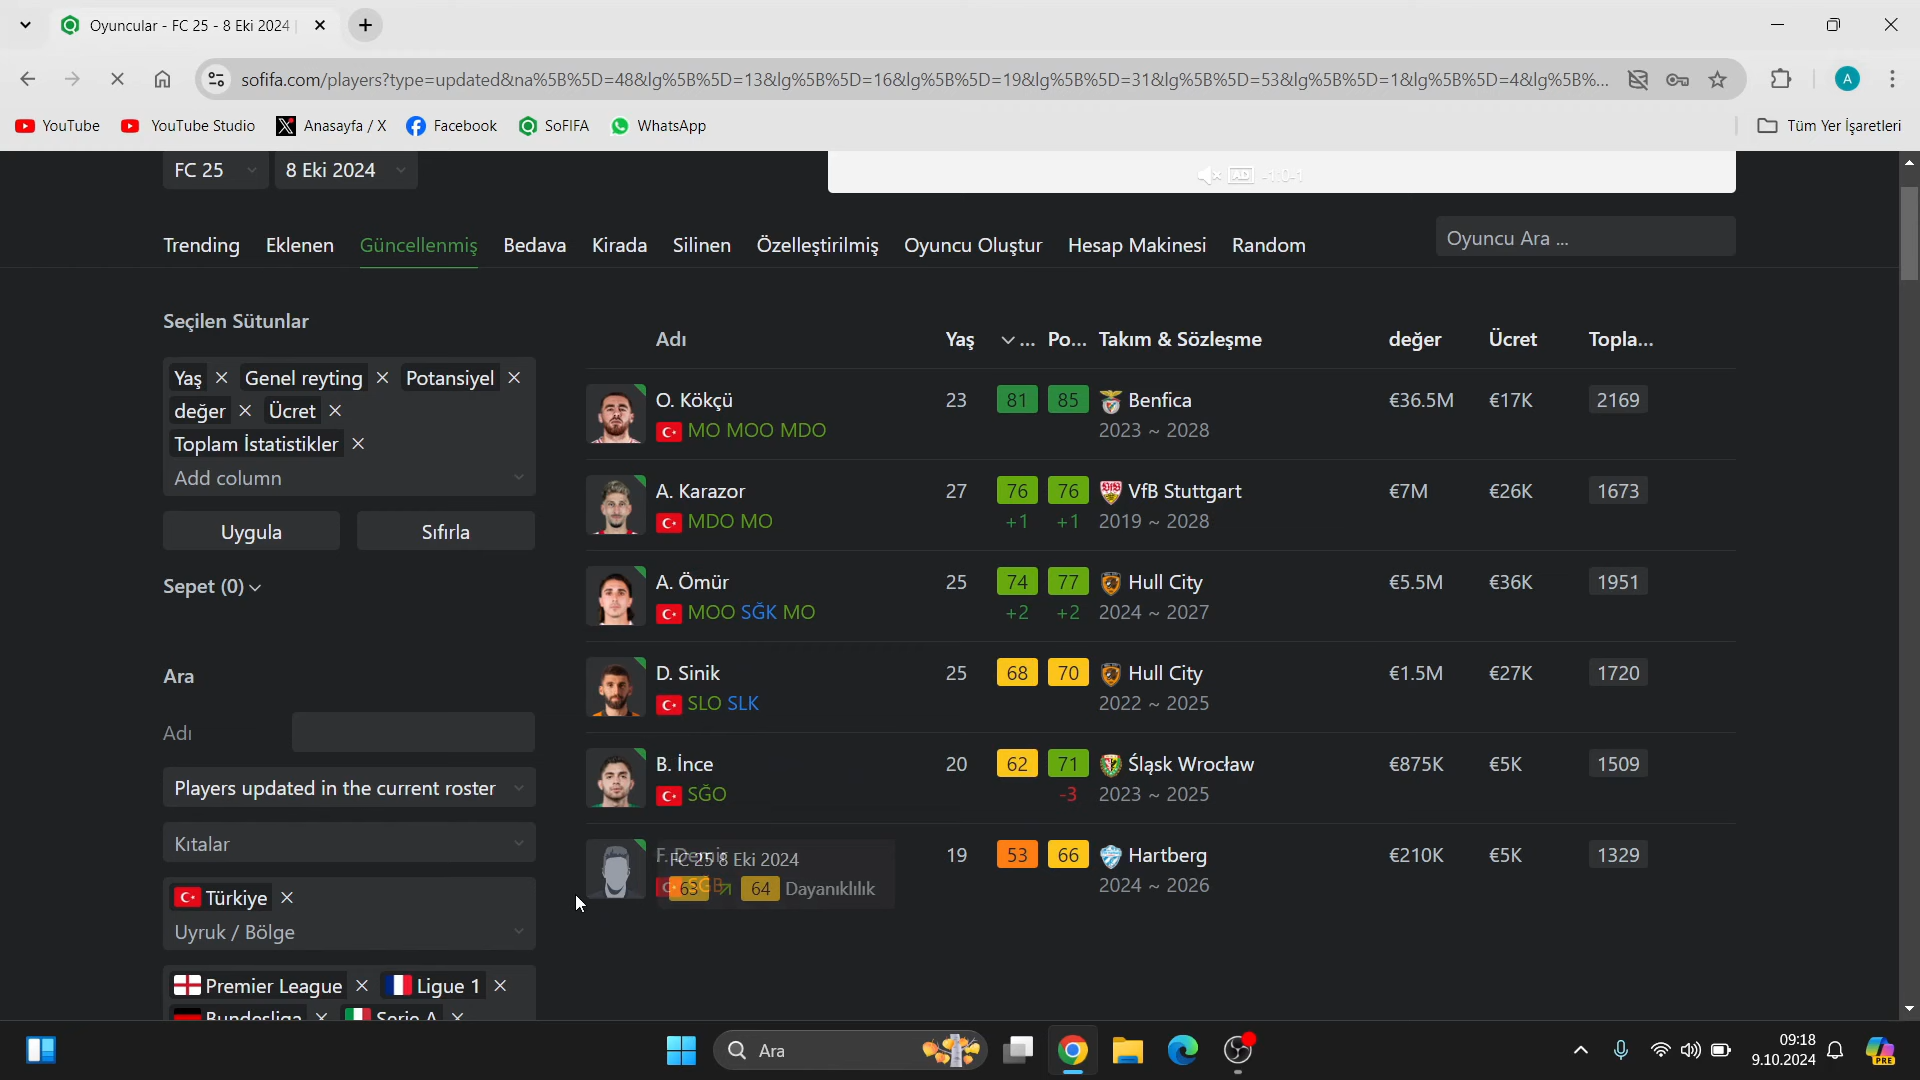 Oyuncular - FC 25 - 8 Eki 2024
sofifa.com/players?type=updated&na%5B%5D=48&lg%5B%5D=13&lg%5B%5D=16&lg%5B%5D=19&lg%5B%5D=31&lg%5B%5D=53&lg%5B%5D=1&lg%5B%5D=4&lg%5B%...
A
YouTube YouTube Studio Anasayfa / X Facebook SoFIFA WhatsApp Tüm Yer İşaretleri
FC 25 8 Eki 2024
AD -1:0-1
Trending Eklenen Güncellenmiş Bedava Kirada Silinen Özelleştirilmiş Oyuncu Oluştur Hesap Makinesi Random Oyuncu Ara ...
Seçilen Sütunlar
Yaş Genel reyting Potansiyel
değer Ücret
Toplam İstatistikler
Add column
Uygula Sıfırla
Sepet (0)
Ara
Adı
Players updated in the current roster
Kıtalar
Türkiye
Uyruk / Bölge
Premier League Ligue 1
Bundesliga Serie A
Adı Yaş ... Po... Takım & Sözleşme değer Ücret Topla...
O. Kökçü 23 81 85 Benfica €36.5M €17K 2169
MO MOO MDO 2023 ~ 2028
A. Karazor 27 76 76 VfB Stuttgart €7M €26K 1673
MDO MO +1 +1 2019 ~ 2028
A. Ömür 25 74 77 Hull City €5.5M €36K 1951
MOO SĞK MO +2 +2 2024 ~ 2027
D. Sinik 25 68 70 Hull City €1.5M €27K 1720
SLO SLK 2022 ~ 2025
B. İnce 20 62 71 Śląsk Wrocław €875K €5K 1509
SĞO -3 2023 ~ 2025
F. Demir 19 53 66 Hartberg €210K €5K 1329
SĞB 2024 ~ 2026
FC 25 8 Eki 2024
63 64 Dayanıklılık
Ara
PRE
09:18
9.10.2024